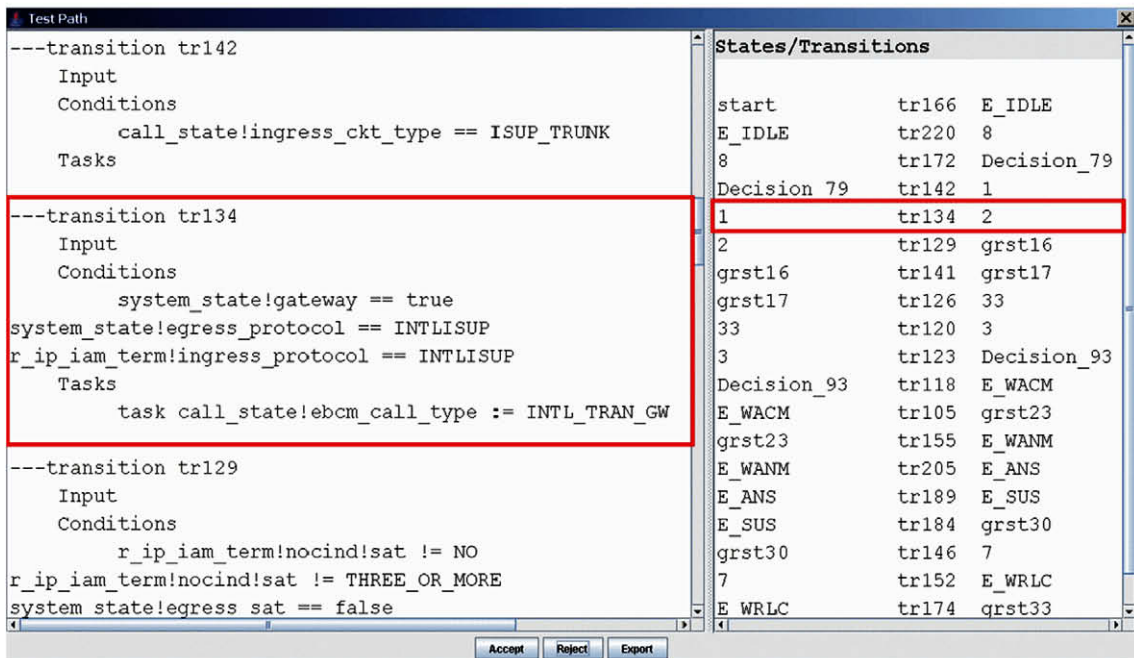 Test Path
---transition tr142
Input
Conditions
call_state!ingress_ckt_type == ISUP_TRUNK
Tasks
---transition tr134
Input
Conditions
system_state!gateway == true
system_state!egress_protocol == INTLISUP
r_ip_iam_term!ingress_protocol == INTLISUP
Tasks
task call_state!ebcm_call_type := INTL_TRAN_GW
---transition tr129
Input
Conditions
r_ip_iam_term!nocind!sat != NO
r_ip_iam_term!nocind!sat != THREE_OR_MORE
system_state!egress_sat == false
States/Transitions
start tr166 E_IDLE
E_IDLE tr220 8
8 tr172 Decision_79
Decision_79 tr142 1
1 tr134 2
2 tr129 grst16
grst16 tr141 grst17
grst17 tr126 33
33 tr120 3
3 tr123 Decision_93
Decision_93 tr118 E_WACM
E_WACM tr105 grst23
grst23 tr155 E_WANM
E_WANM tr205 E_ANS
E_ANS tr189 E_SUS
E_SUS tr184 grst30
grst30 tr146 7
7 tr152 E_WRLC
E_WRLC tr174 grst33
Accept Reject Export